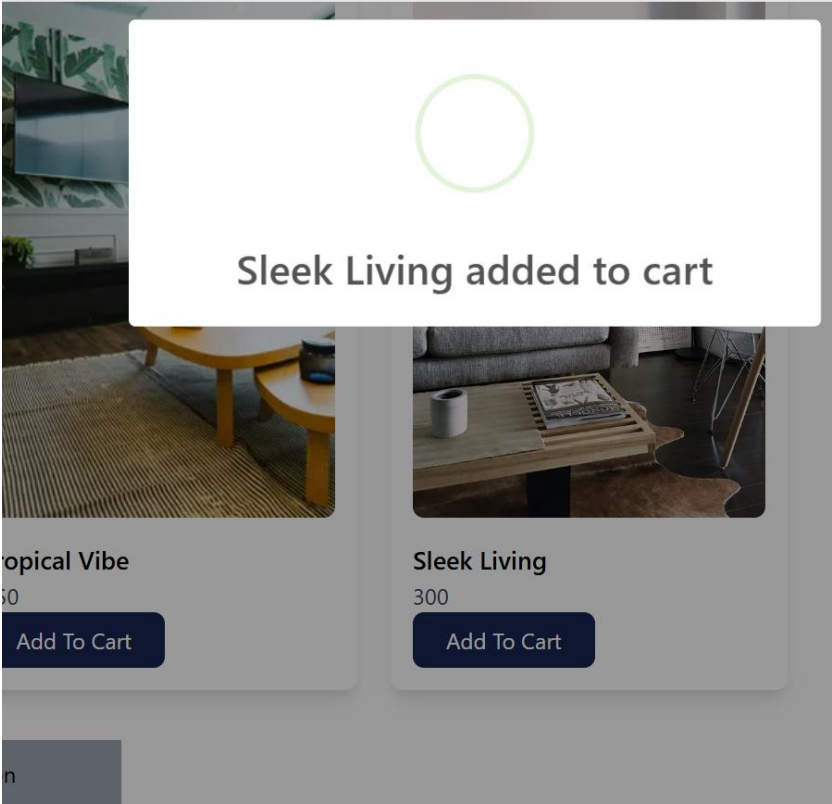 Sleek Living added to cart
ropical Vibe
50
Add To Cart
Sleek Living
300
Add To Cart
n